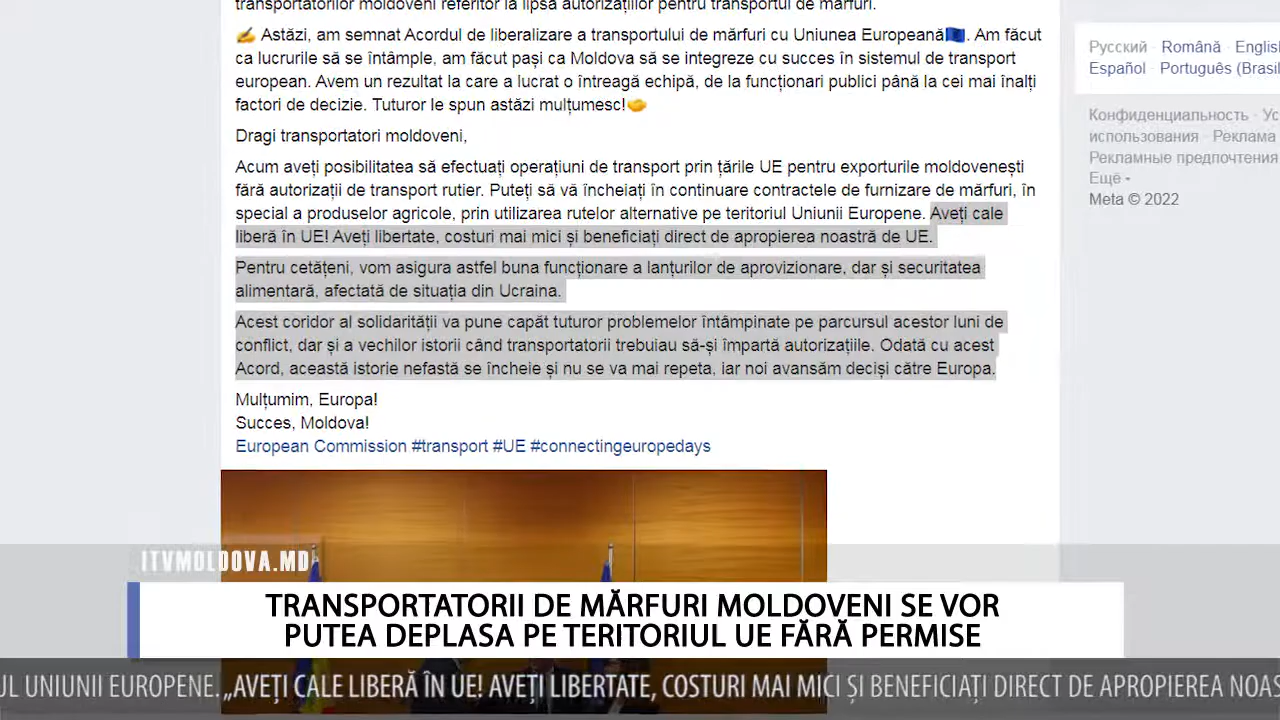 transportatorilor moldoveni referitor la lipsa autorizațiilor pentru transportul de mărfuri.
✍️ Astăzi, am semnat Acordul de liberalizare a transportului de mărfuri cu Uniunea Europeană🇪🇺. Am făcut
ca lucrurile să se întâmple, am făcut pași ca Moldova să se integreze cu succes în sistemul de transport
european. Avem un rezultat la care a lucrat o întreagă echipă, de la funcționari publici până la cei mai înalți
factori de decizie. Tuturor le spun astăzi mulțumesc!🤝
Dragi transportatori moldoveni,
Acum aveți posibilitatea să efectuați operațiuni de transport prin țările UE pentru exporturile moldovenești
fără autorizații de transport rutier. Puteți să vă încheiați în continuare contractele de furnizare de mărfuri, în
special a produselor agricole, prin utilizarea rutelor alternative pe teritoriul Uniunii Europene. Aveți cale
liberă în UE! Aveți libertate, costuri mai mici și beneficiați direct de apropierea noastră de UE.
Pentru cetățeni, vom asigura astfel buna funcționare a lanțurilor de aprovizionare, dar și securitatea
alimentară, afectată de situația din Ucraina.
Acest coridor al solidarității va pune capăt tuturor problemelor întâmpinate pe parcursul acestor luni de
conflict, dar și a vechilor istorii când transportatorii trebuiau să-și împartă autorizațiile. Odată cu acest
Acord, această istorie nefastă se încheie și nu se va mai repeta, iar noi avansăm deciși către Europa.
Mulțumim, Europa!
Succes, Moldova!
European Commission #transport #UE #connectingeuropedays
Русский · Română · English
Español · Português (Brasil
Конфиденциальность · Ус
использования · Реклама
Рекламные предпочтения
Ещё
Meta © 2022
ITVMOLDOVA.MD
TRANSPORTATORII DE MĂRFURI MOLDOVENI SE VOR
PUTEA DEPLASA PE TERITORIUL UE FĂRĂ PERMISE
UL UNIUNII EUROPENE. „AVEȚI CALE LIBERĂ ÎN UE! AVEȚI LIBERTATE, COSTURI MAI MICI ȘI BENEFICIAȚI DIRECT DE APROPIEREA NOAS